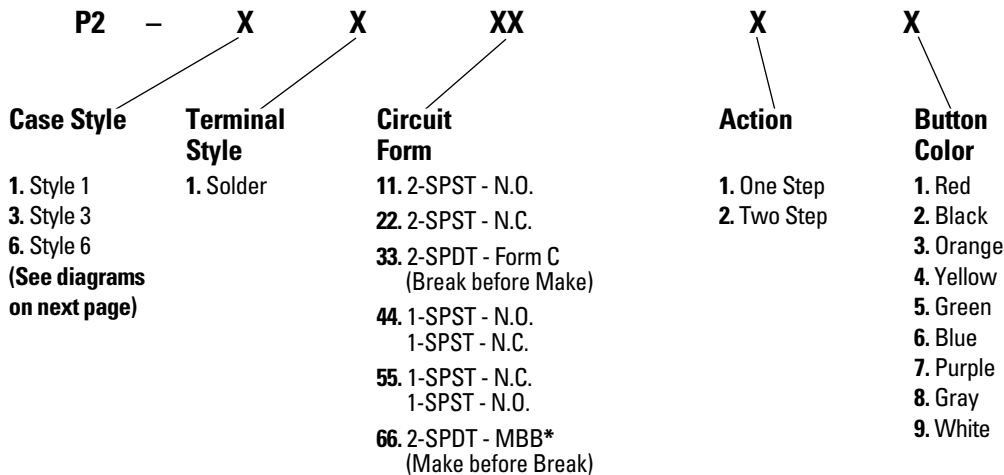 P2 – X X XX X X
Case Style
1. Style 1
3. Style 3
6. Style 6
(See diagrams
on next page)
Terminal
Style
1. Solder
Circuit
Form
11. 2-SPST - N.O.
22. 2-SPST - N.C.
33. 2-SPDT - Form C
(Break before Make)
44. 1-SPST - N.O.
1-SPST - N.C.
55. 1-SPST - N.C.
1-SPST - N.O.
66. 2-SPDT - MBB*
(Make before Break)
Action
1. One Step
2. Two Step
Button
Color
1. Red
2. Black
3. Orange
4. Yellow
5. Green
6. Blue
7. Purple
8. Gray
9. White